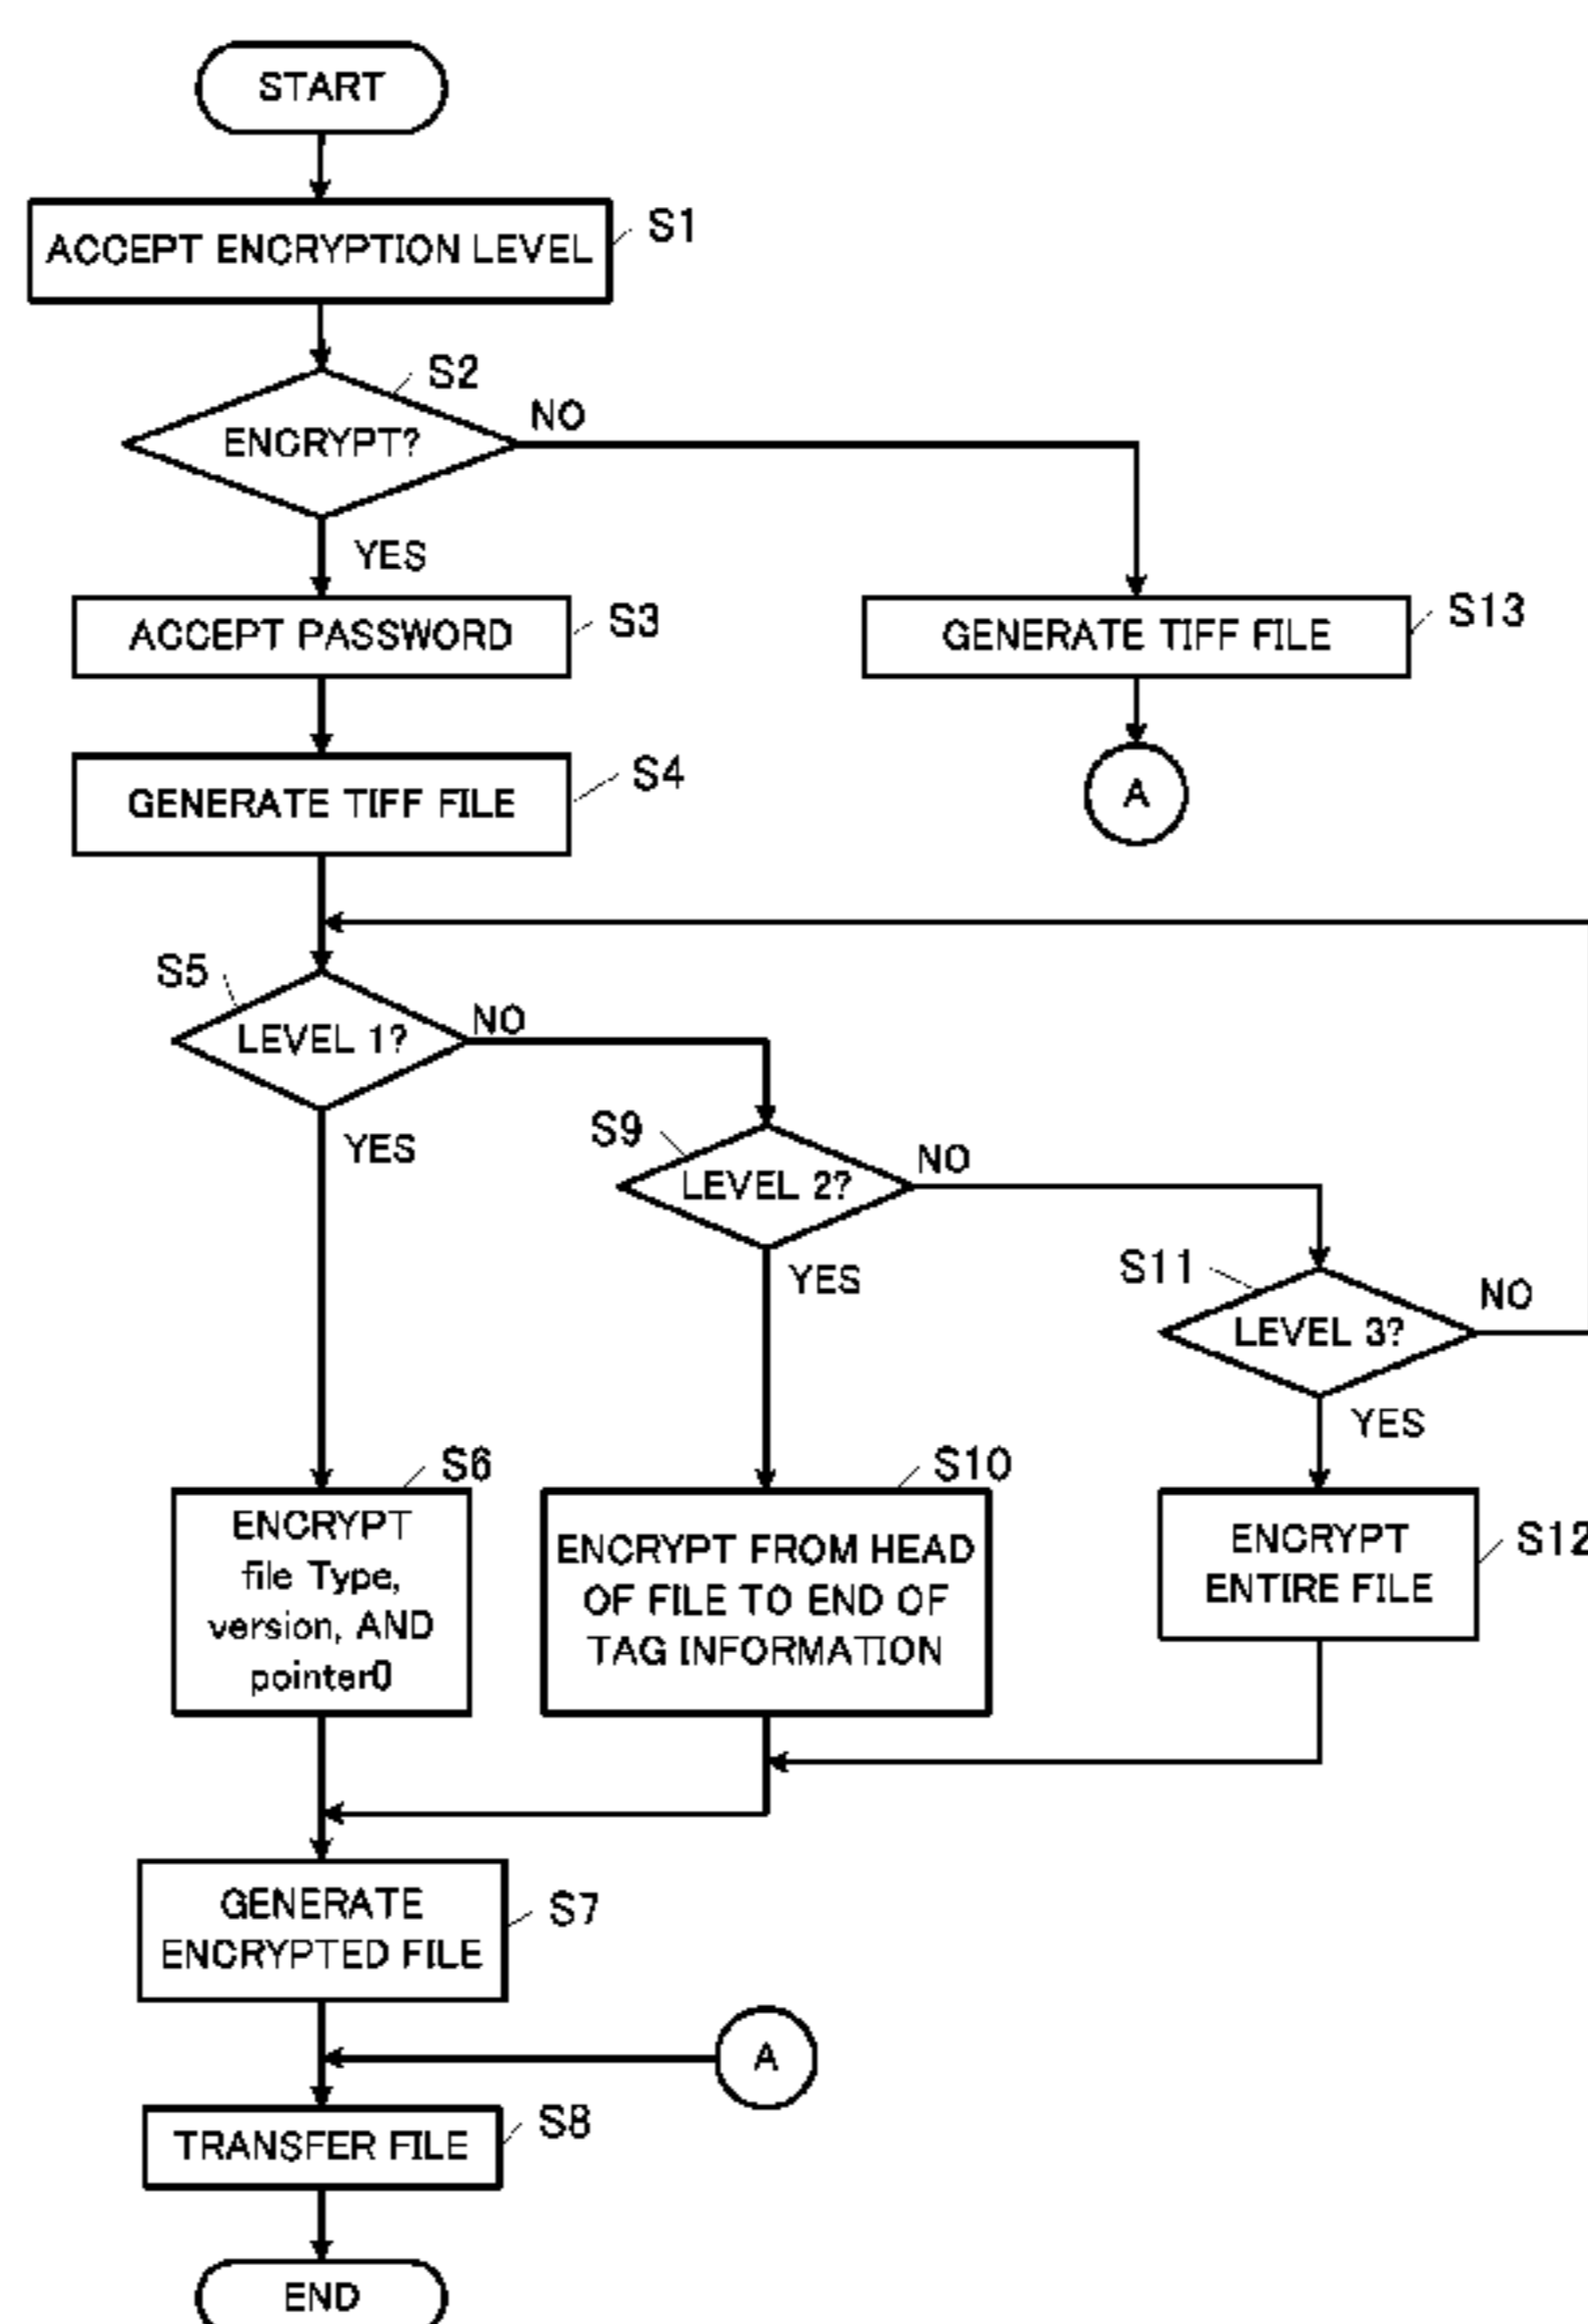 START
ACCEPT ENCRYPTION LEVEL
S1
S2
ENCRYPT?
NO
YES
ACCEPT PASSWORD
S3
GENERATE TIFF FILE
S13
GENERATE TIFF FILE
S4
A
S5
LEVEL 1?
NO
YES
S9
LEVEL 2?
NO
YES
S11
LEVEL 3?
NO
YES
S6
ENCRYPT
file Type,
version, AND
pointer0
S10
ENCRYPT FROM HEAD
OF FILE TO END OF
TAG INFORMATION
ENCRYPT
ENTIRE FILE
S12
GENERATE
ENCRYPTED FILE
S7
A
TRANSFER FILE
S8
END